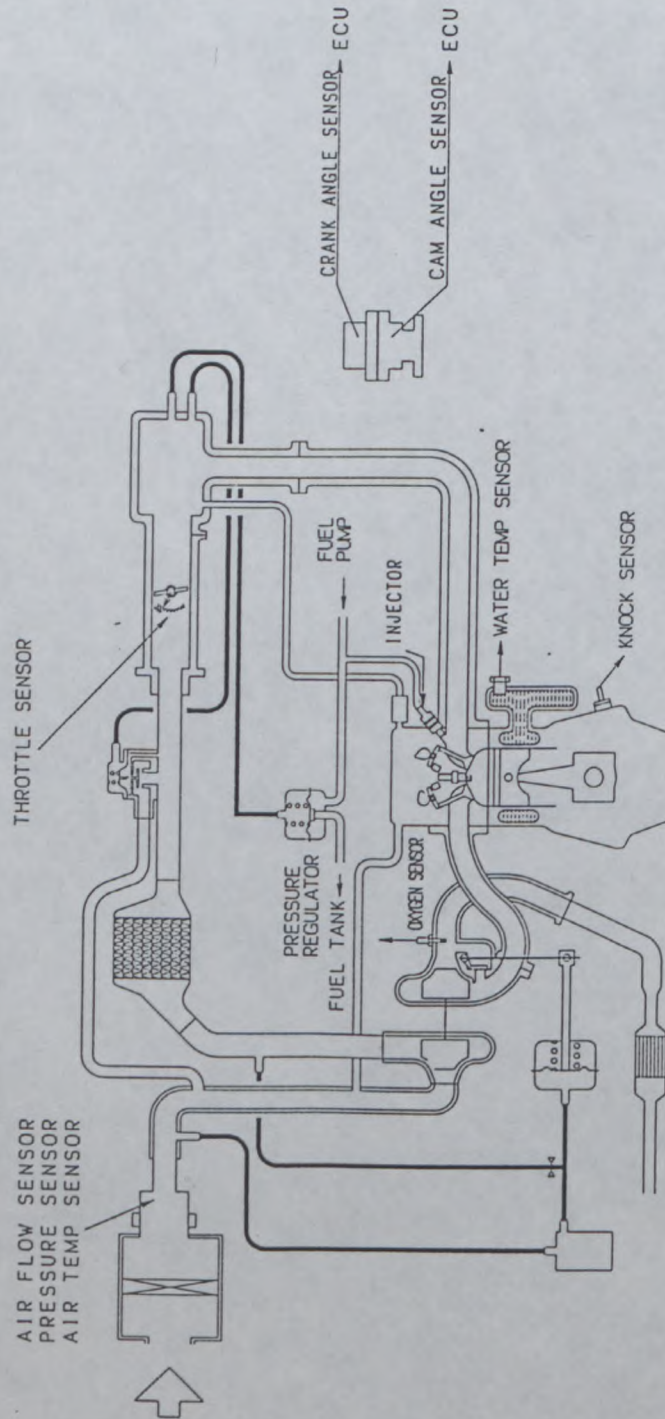 AIR FLOW SENSOR
PRESSURE SENSOR
AIR TEMP SENSOR
THROTTLE SENSOR
CRANK ANGLE SENSOR
ECU
CAM ANGLE SENSOR
ECU
FUEL
PUMP
INJECTOR
PRESSURE
REGULATOR
FUEL TANK
OXYGEN SENSOR
WATER TEMP SENSOR
KNOCK SENSOR